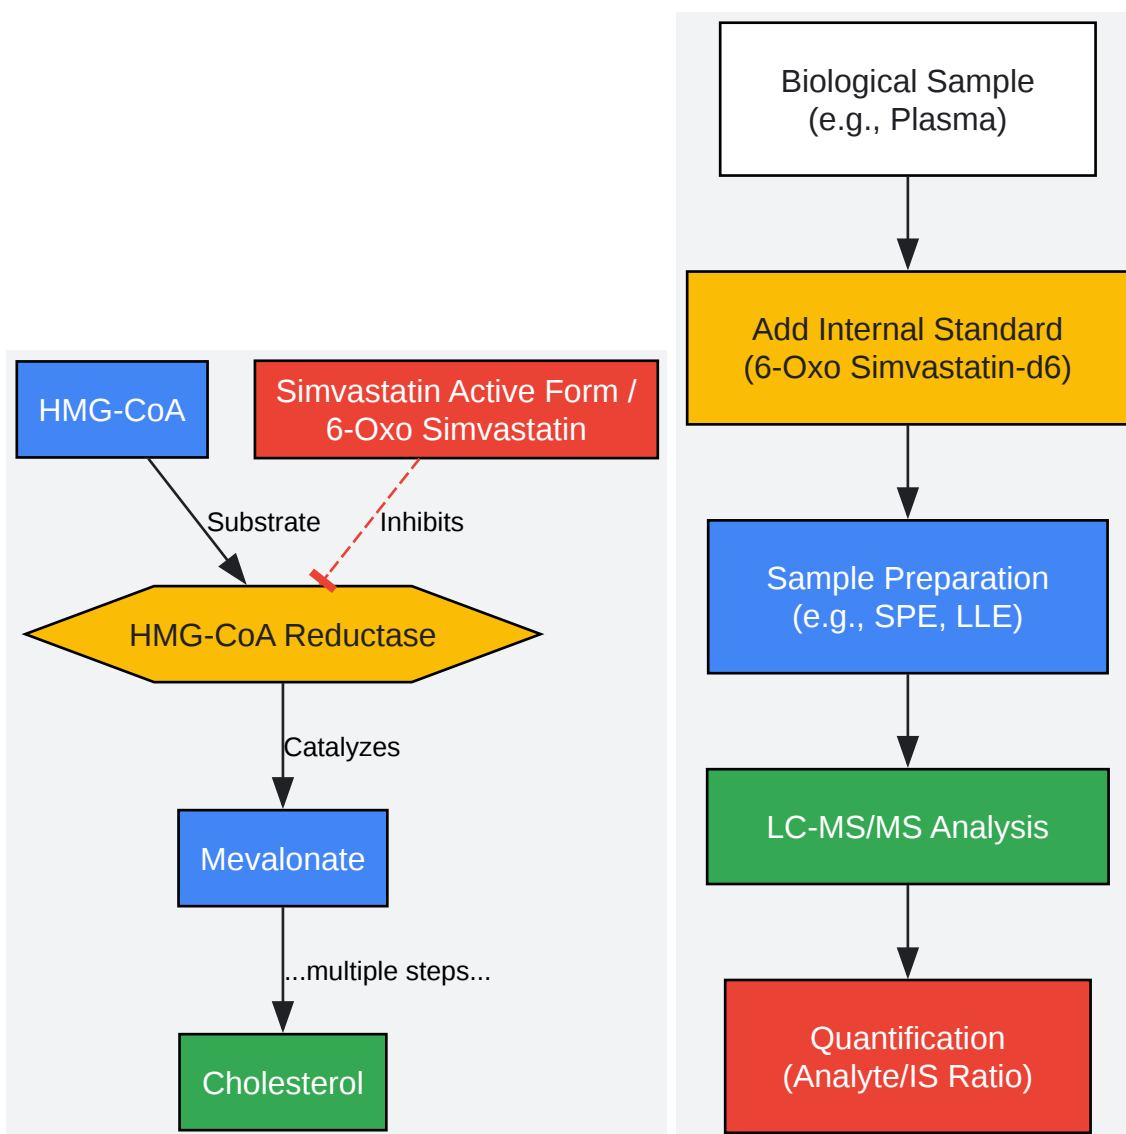 HMG-CoA
Simvastatin Active Form /
6-Oxo Simvastatin
Substrate
Inhibits
HMG-CoA Reductase
Catalyzes
Mevalonate
...multiple steps...
Cholesterol
Biological Sample
(e.g., Plasma)
Add Internal Standard
(6-Oxo Simvastatin-d6)
Sample Preparation
(e.g., SPE, LLE)
LC-MS/MS Analysis
Quantification
(Analyte/IS Ratio)